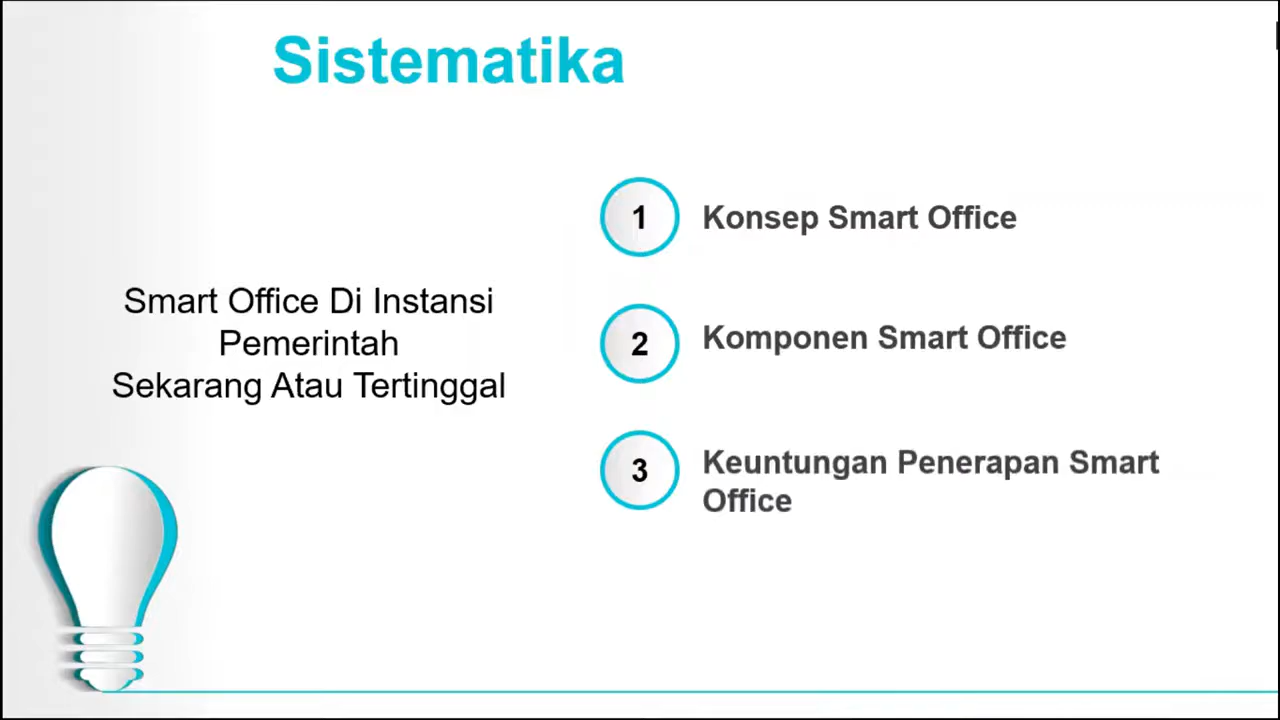 Sistematika
Smart Office Di Instansi
Pemerintah
Sekarang Atau Tertinggal
1
Konsep Smart Office
2
Komponen Smart Office
3
Keuntungan Penerapan Smart
Office